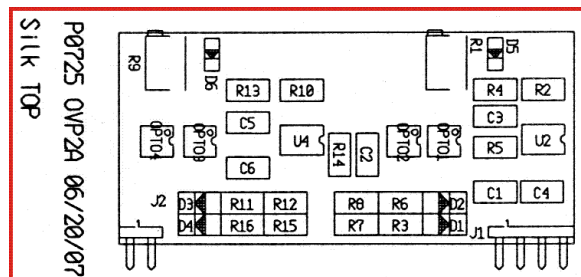 Silk TOP
P0725 OVP2A 06/20/07
R9
D6
R13
R10
R1
D5
R4
R2
C5
C3
OPTO4
OPTO3
U4
R14
C2
OPTO2
OPTO1
R5
U2
C6
J2
D3
R11
R12
R8
R6
D2
C1
C4
D4
R16
R15
R7
R3
D1
J1
1
1